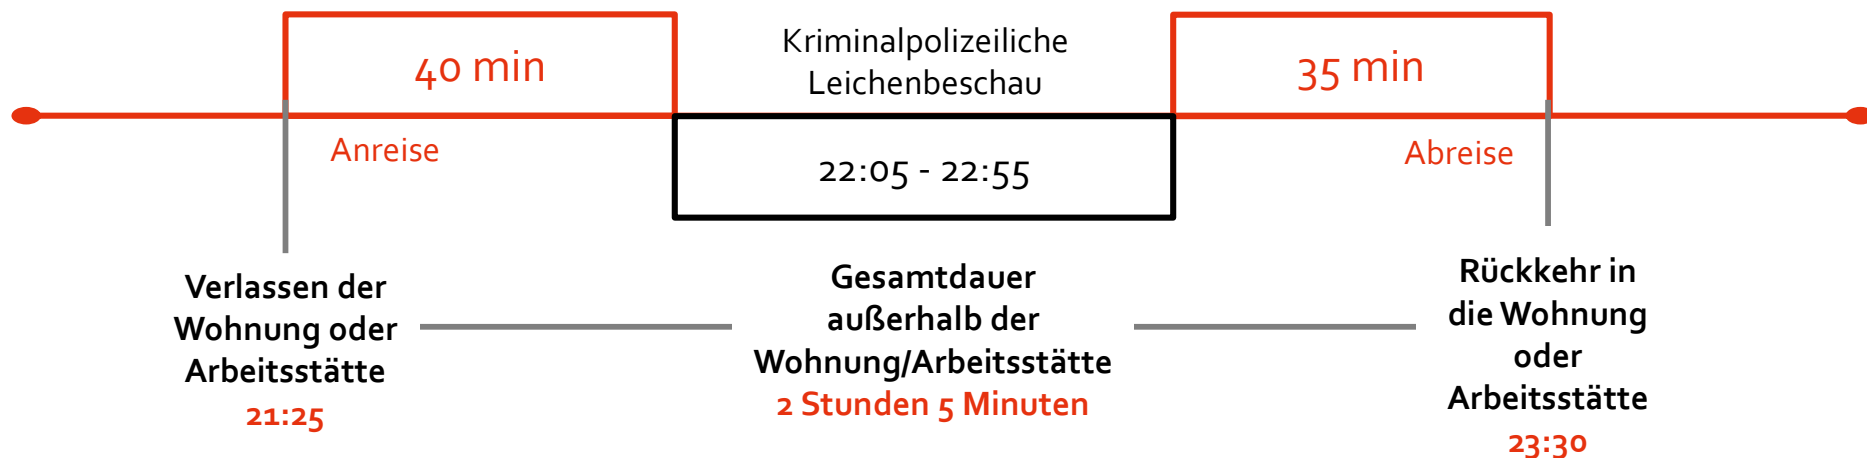 40 min
Kriminalpolizeiliche
Leichenbeschau
35 min
Anreise
22:05 - 22:55
Abreise
Verlassen der
Wohnung oder
Arbeitsstätte
21:25
Gesamtdauer
außerhalb der
Wohnung/Arbeitsstätte
2 Stunden 5 Minuten
Rückkehr in
die Wohnung
oder
Arbeitsstätte
23:30